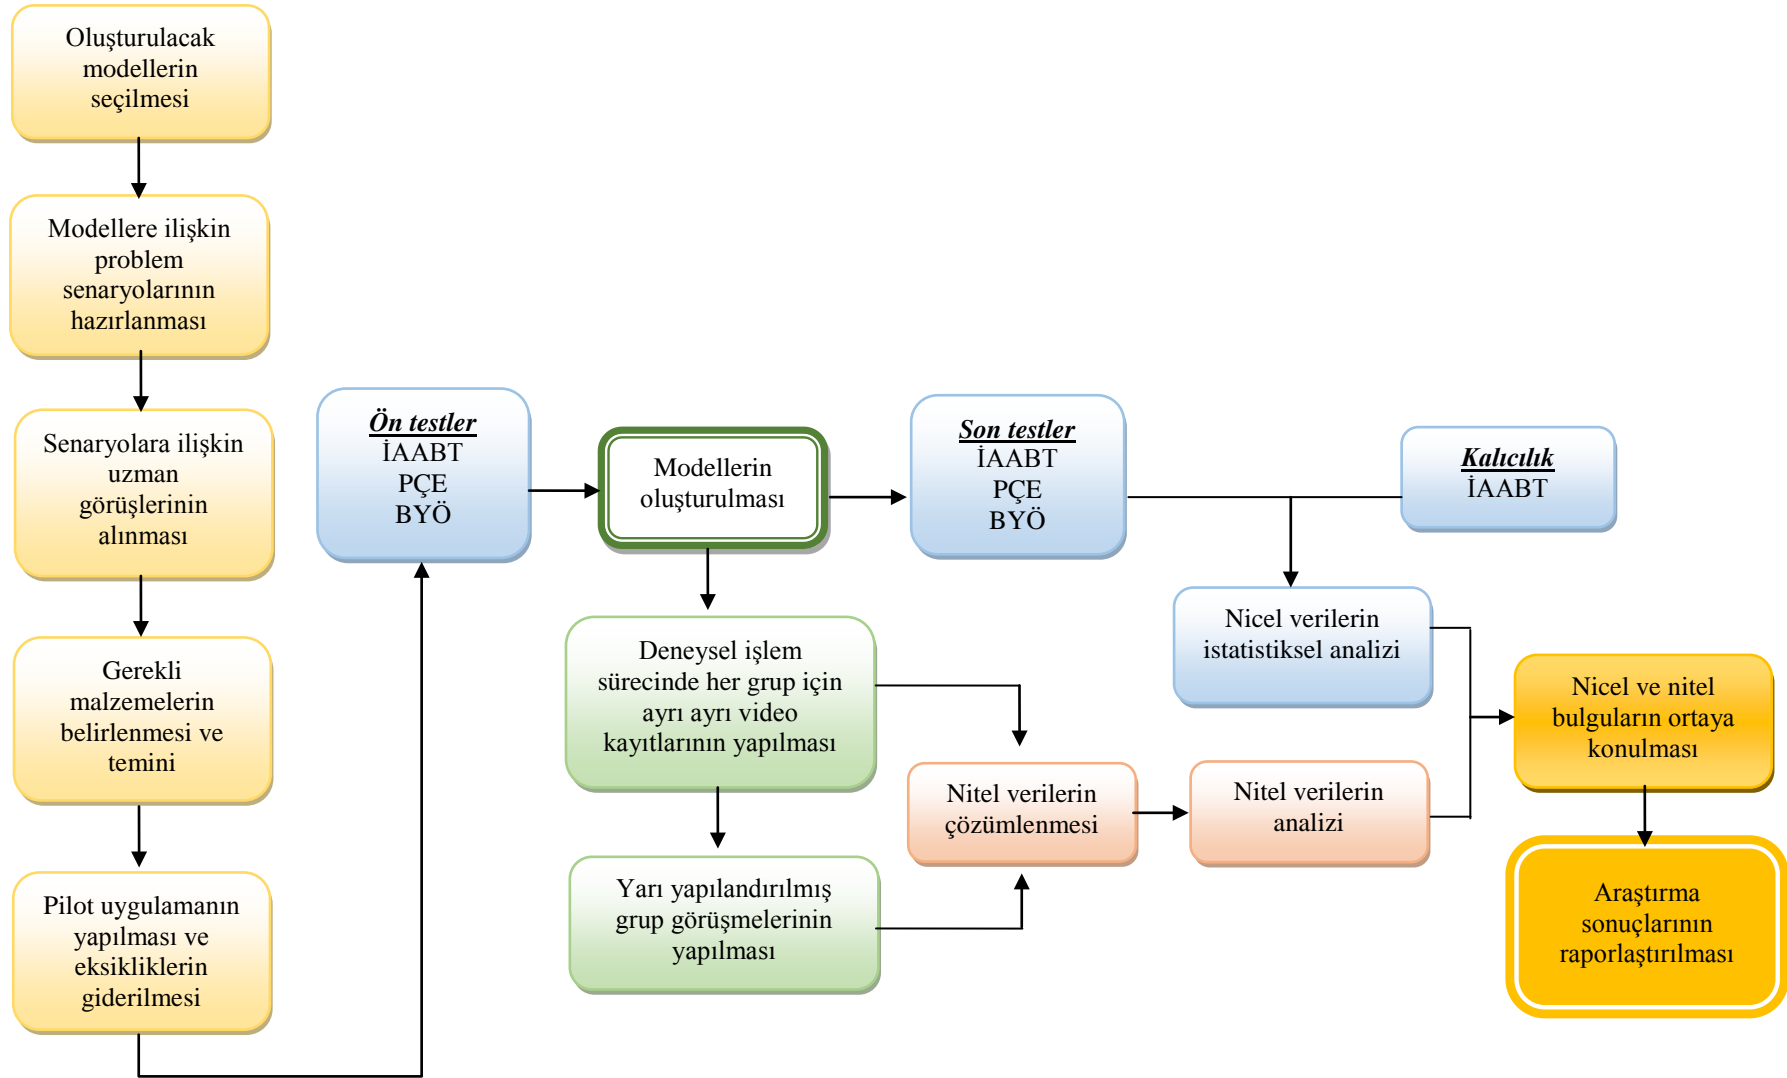 Oluşturulacak
modellerin
seçilmesi
Modellere ilişkin
problem
senaryolarının
hazırlanması
Senaryolara ilişkin
uzman
görüşlerinin
alınması
Gerekli
malzemelerin
belirlenmesi ve
temini
Pilot uygulamanın
yapılması ve
eksikliklerin
giderilmesi
Ön testler
İAABT
PÇE
BYÖ
Modellerin
oluşturulması
Son testler
İAABT
PÇE
BYÖ
Kalıcılık
İAABT
Deneysel işlem
sürecinde her grup için
ayrı ayrı video
kayıtlarının yapılması
Yarı yapılandırılmış
grup görüşmelerinin
yapılması
Nicel verilerin
istatistiksel analizi
Nitel verilerin
çözümlenmesi
Nitel verilerin
analizi
Nicel ve nitel
bulguların ortaya
konulması
Araştırma
sonuçlarının
raporlaştırılması